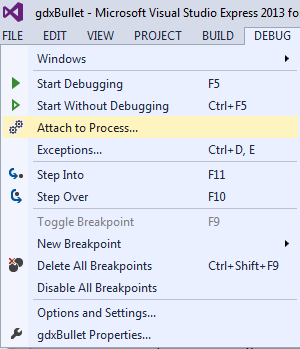 gdxBullet - Microsoft Visual Studio Express 2013 fo
FILE EDIT VIEW PROJECT BUILD DEBUG
Windows
Start Debugging F5
Start Without Debugging Ctrl+F5
Attach to Process...
Exceptions... Ctrl+D, E
Step Into F11
Step Over F10
Toggle Breakpoint F9
New Breakpoint
Delete All Breakpoints Ctrl+Shift+F9
Disable All Breakpoints
Options and Settings...
gdxBullet Properties...